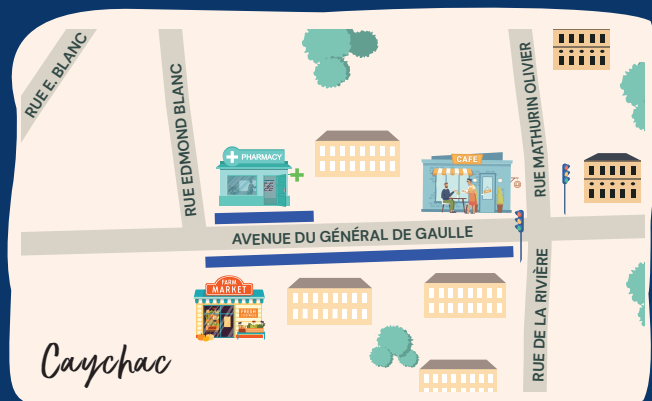 RUE E. BLANC
RUE EDMOND BLANC
RUE MATHURIN OLIVIER
PHARMACY
CAFE
AVENUE DU GÉNÉRAL DE GAULLE
RUE DE LA RIVIÈRE
FARM
MARKET
FRESH
Caychac